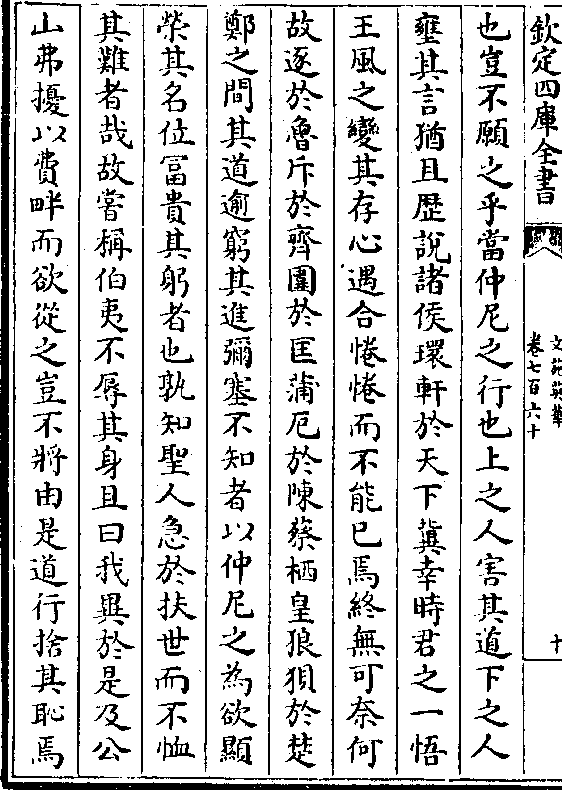 欽定四庫全書
文苑英華
卷七百六十
十
也豈不願之乎當仲尼之行也上之人害其道下之人
壅其言猶且歴說諸侯環軒於天下冀幸時君之一悟
王風之變其存心遇合惓惓而不能已焉終無可奈何
故逐於魯斥於齊圍於匡蒲厄於陳蔡栖皇狼狽於楚
鄭之間其道逾窮其進彌塞不知者以仲尼之為欲顯
榮其名位冨貴其躬者也孰知聖人急於扶世而不恤
其難者哉故嘗稱伯夷不辱其身且曰我異於是及公
山弗擾以費畔而欲從之豈不將由是道行捨其恥焉